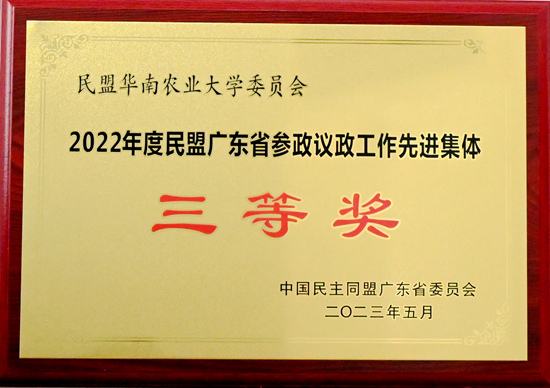 民盟华南农业大学委员会
2022年度民盟广东省参政议政工作先进集体
三等奖
中国民主同盟广东省委员会
二〇二三年五月